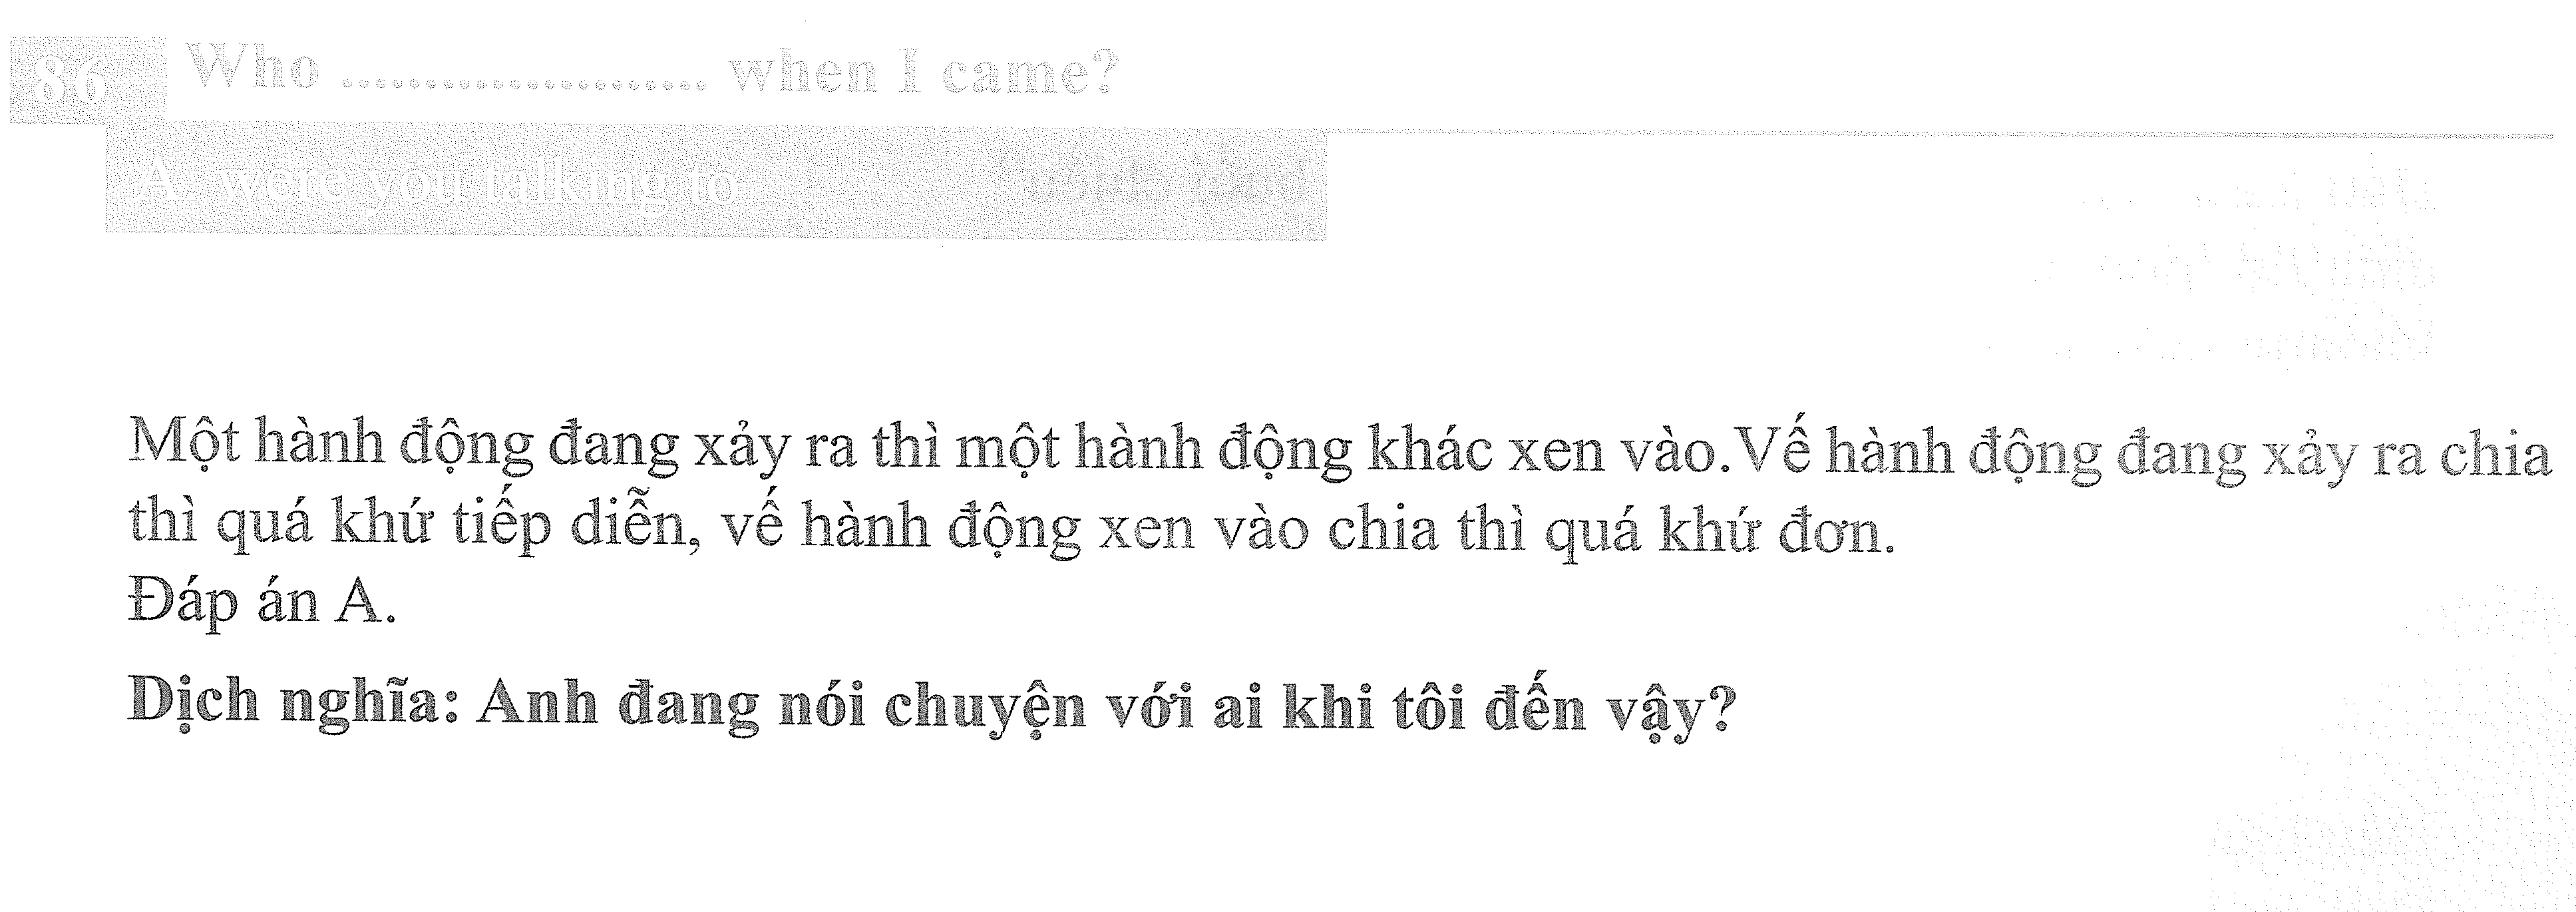 86 Who ...................... when I came?
A. were you talking to
Một hành động đang xảy ra thì một hành động khác xen vào.Vế hành động đang xảy ra chia
thì quá khứ tiếp diễn, vế hành động xen vào chia thì quá khứ đơn.
Đáp án A.
Dịch nghĩa: Anh đang nói chuyện với ai khi tôi đến vậy?